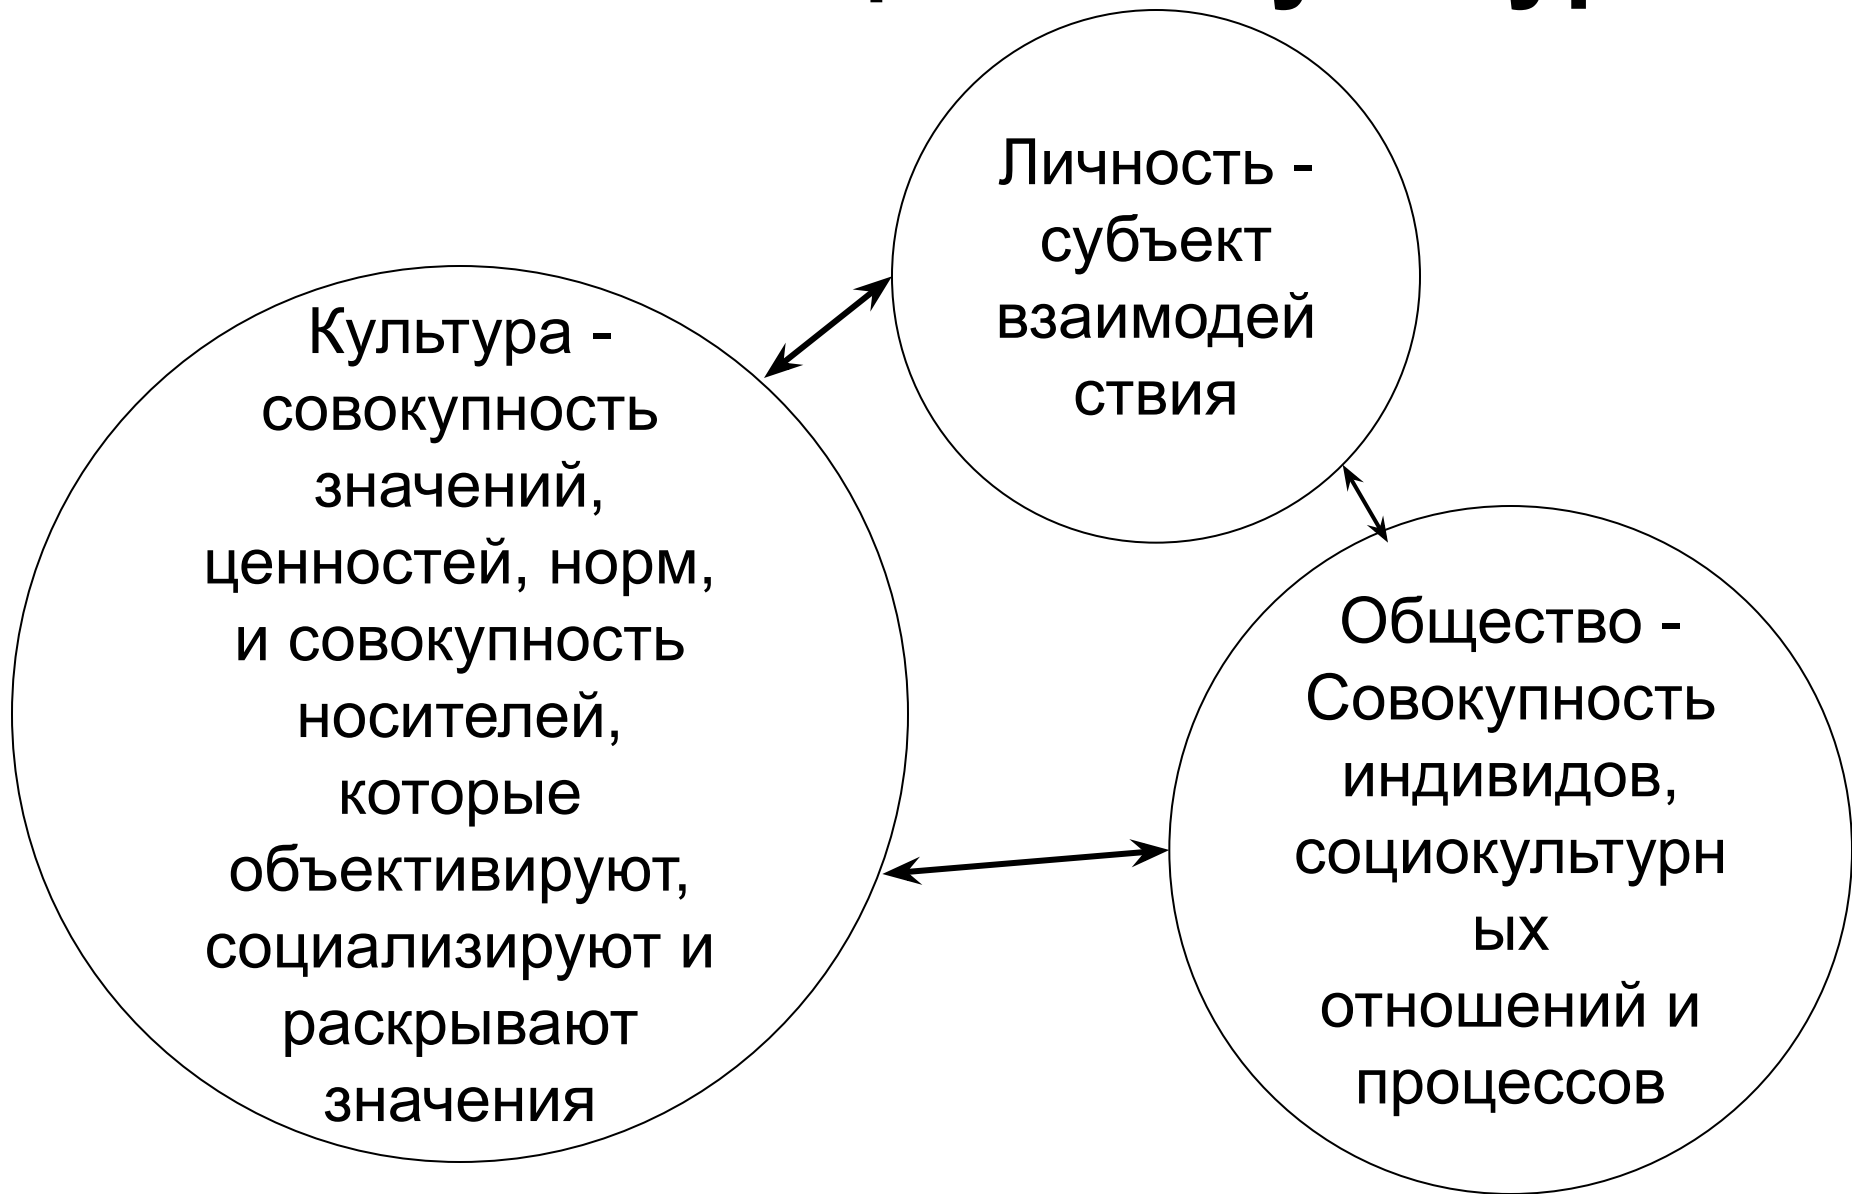 Личность -
субъект
взаимодей
ствия
Культура -
совокупность
значений,
ценностей, норм,
и совокупность
носителей,
которые
объективируют,
социализируют и
раскрывают
значения
Общество -
Совокупность
индивидов,
социокультурн
ых
отношений и
процессов